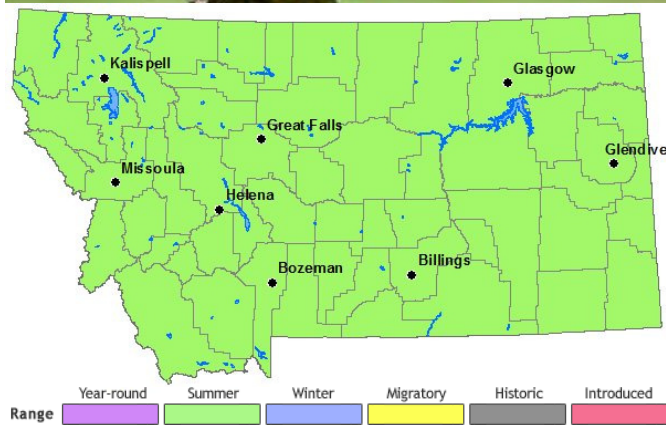 Kalispell
Glasgow
Great Falls
Glendive
Missoula
Helena
Bozeman
Billings
Year-round Summer Winter Migratory Historic Introduced
Range